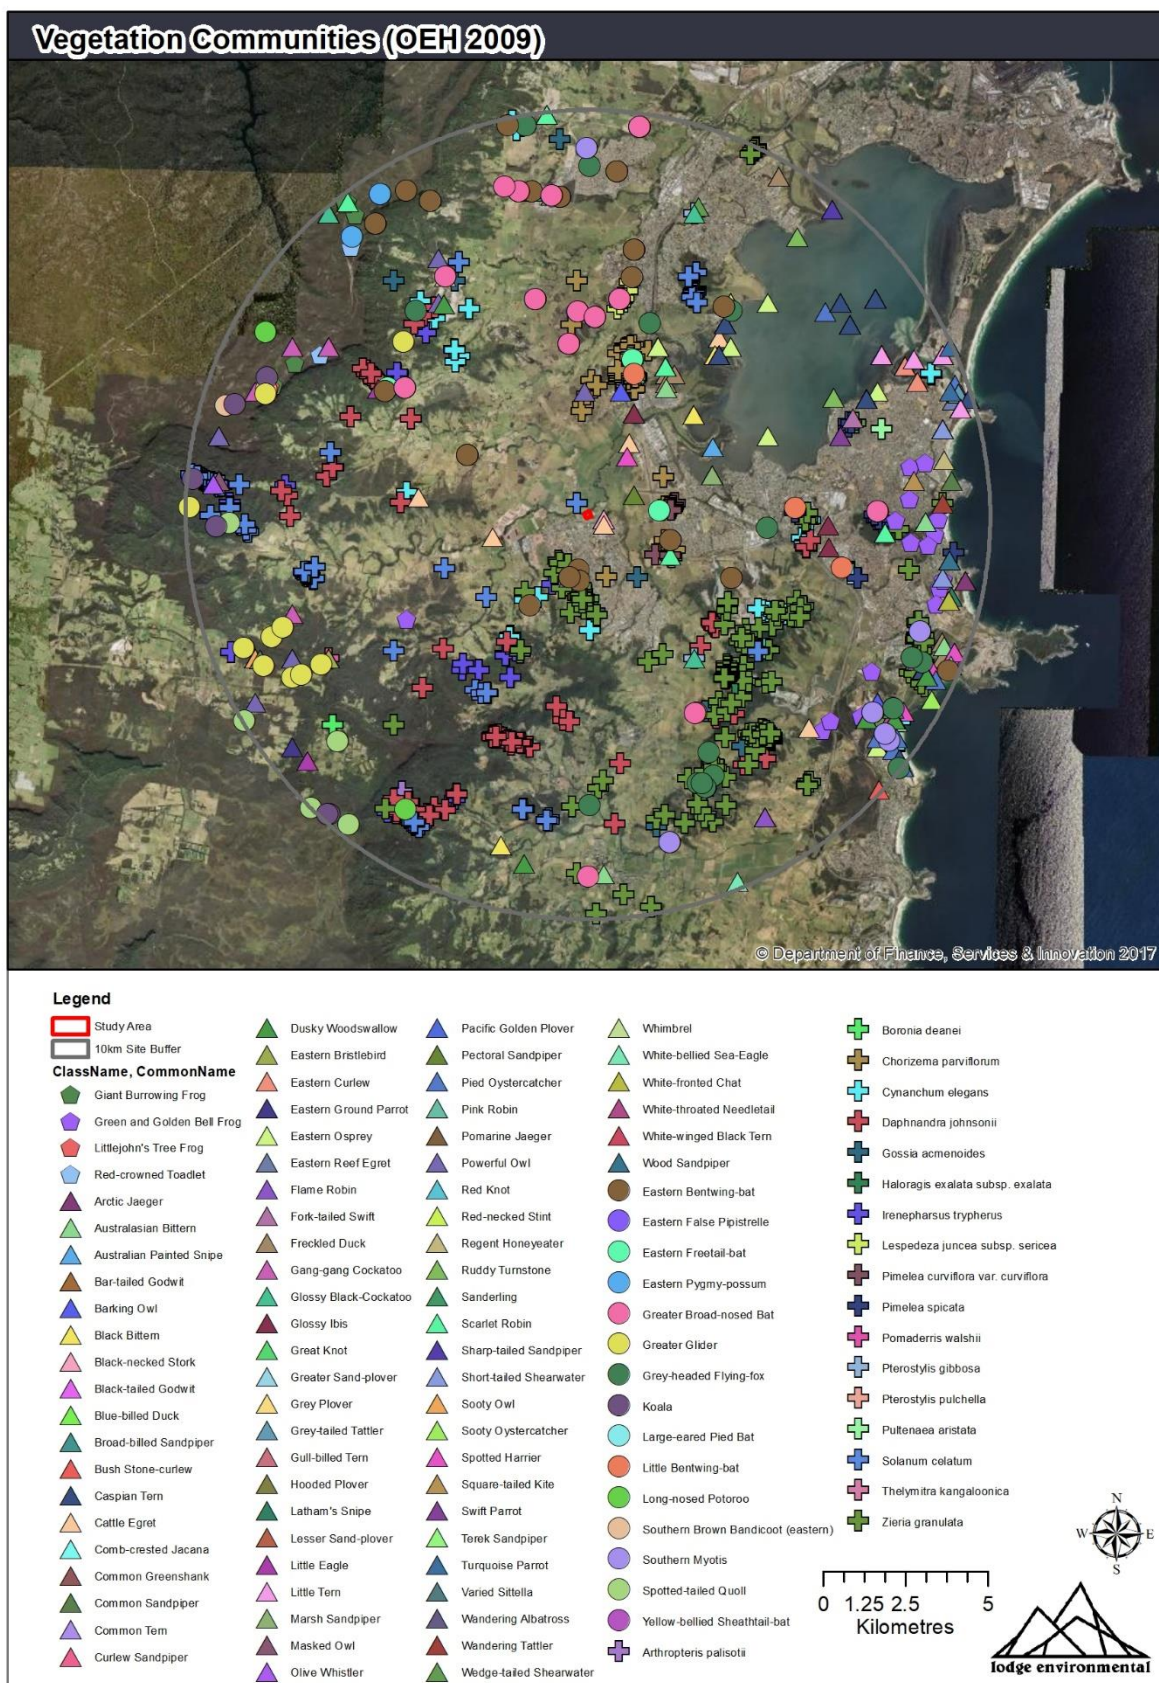 Vegetation Communities (OEH 2009)
© Department of Finance, Services & Innovation 2017
Legend
Study Area
10km Site Buffer
ClassName, CommonName
Giant Burrowing Frog
Green and Golden Bell Frog
Littlejohn's Tree Frog
Red-crowned Toadlet
Arctic Jaeger
Australasian Bittern
Australian Painted Snipe
Bar-tailed Godwit
Barking Owl
Black Bittern
Black-necked Stork
Black-tailed Godwit
Blue-billed Duck
Broad-billed Sandpiper
Bush Stone-curlew
Caspian Tern
Cattle Egret
Comb-crested Jacana
Common Greenshank
Common Sandpiper
Common Tern
Curlew Sandpiper
Dusky Woodswallow
Eastern Bristlebird
Eastern Curlew
Eastern Ground Parrot
Eastern Osprey
Eastern Reef Egret
Flame Robin
Fork-tailed Swift
Freckled Duck
Gang-gang Cockatoo
Glossy Black-Cockatoo
Glossy Ibis
Great Knot
Greater Sand-plover
Grey Plover
Grey-tailed Tattler
Gull-billed Tern
Hooded Plover
Latham's Snipe
Lesser Sand-plover
Little Eagle
Little Tern
Marsh Sandpiper
Masked Owl
Olive Whistler
Pacific Golden Plover
Pectoral Sandpiper
Pied Oystercatcher
Pink Robin
Pomarine Jaeger
Powerful Owl
Red Knot
Red-necked Stint
Regent Honeyeater
Ruddy Turnstone
Sanderling
Scarlet Robin
Sharp-tailed Sandpiper
Short-tailed Shearwater
Sooty Owl
Sooty Oystercatcher
Spotted Harrier
Square-tailed Kite
Swift Parrot
Terek Sandpiper
Turquoise Parrot
Varied Sittella
Wandering Albatross
Wandering Tattler
Wedge-tailed Shearwater
Whimbrel
White-bellied Sea-Eagle
White-fronted Chat
White-throated Needletail
White-winged Black Tern
Wood Sandpiper
Eastern Bentwing-bat
Eastern False Pipistrelle
Eastern Freetail-bat
Eastern Pygmy-possum
Greater Broad-nosed Bat
Greater Glider
Grey-headed Flying-fox
Koala
Large-eared Pied Bat
Little Bentwing-bat
Long-nosed Potoroo
Southern Brown Bandicoot (eastern)
Southern Myotis
Spotted-tailed Quoll
Yellow-bellied Sheathtail-bat
Arthropteris palisotii
Boronia deanei
Chorizema parviflorum
Cynanchum elegans
Daphnandra johnsonii
Gossia acmenoides
Haloragis exalata subsp. exalata
Irenepharsus trypherus
Lespedeza juncea subsp. sericea
Pimelea curviflora var. curviflora
Pimelea spicata
Pomaderris walshii
Pterostylis gibbosa
Pterostylis pulchella
Pultenaea aristata
Solanum celatum
Thelymitra kangaloonica
Zieria granulata
N
W E
S
0 1.25 2.5 5
Kilometres
lodge environmental